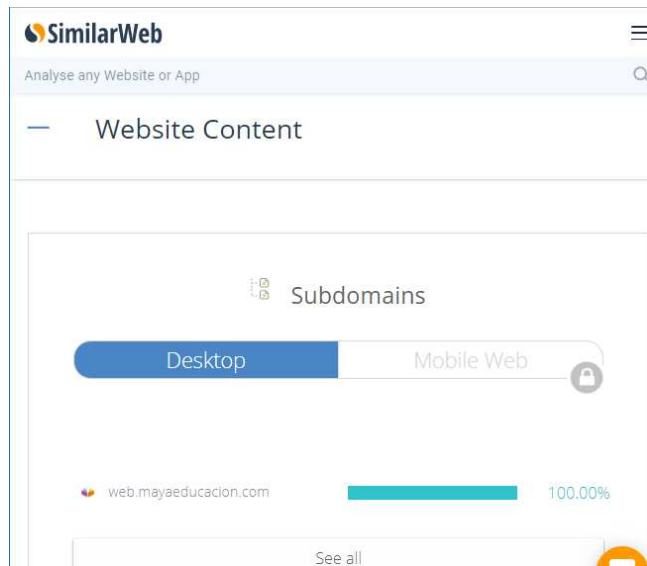 SimilarWeb
Analyse any Website or App
Website Content
Subdomains
Desktop Mobile Web
web.mayaeducacion.com 100.00%
See all